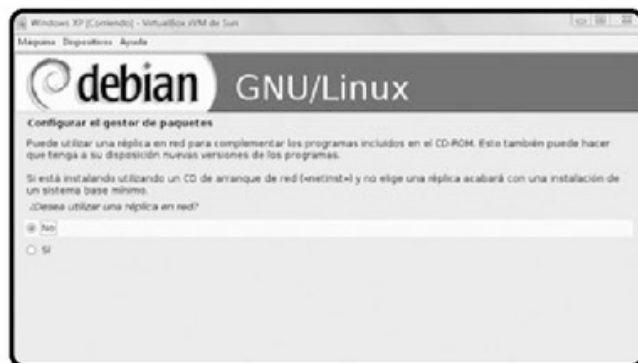 Windows XP [Corriendo] - VirtualBox xVM de Sun
Máquina Dispositivos Ayuda
debian GNU/Linux
Configurar el gestor de paquetes
Puede utilizar una réplica en red para complementar los programas incluidos en el CD-ROM. Esto también puede hacer
que tenga a su disposición nuevas versiones de los programas.
Si está instalando utilizando un CD de arranque de red («netinst») y no elige una réplica acabará con una instalación de
un sistema base mínimo.
¿Desea utilizar una réplica en red?
No
Sí